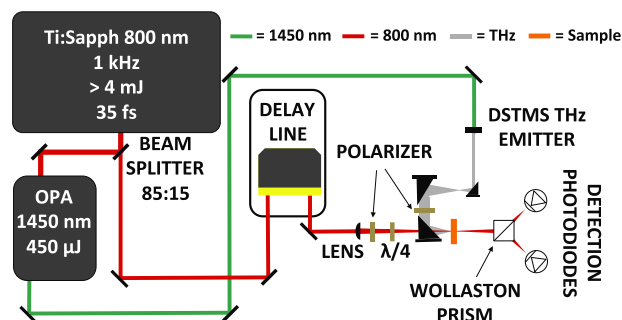 Ti:Sapph 800 nm
1 kHz
> 4 mJ
35 fs
= 1450 nm
= 800 nm
= THz
= Sample
BEAM
SPLITTER
85:15
OPA
1450 nm
450 µJ
DELAY
LINE
POLARIZER
DSTMS THz
EMITTER
LENS
λ/4
WOLLASTON
PRISM
DETECTION
PHOTODIODES